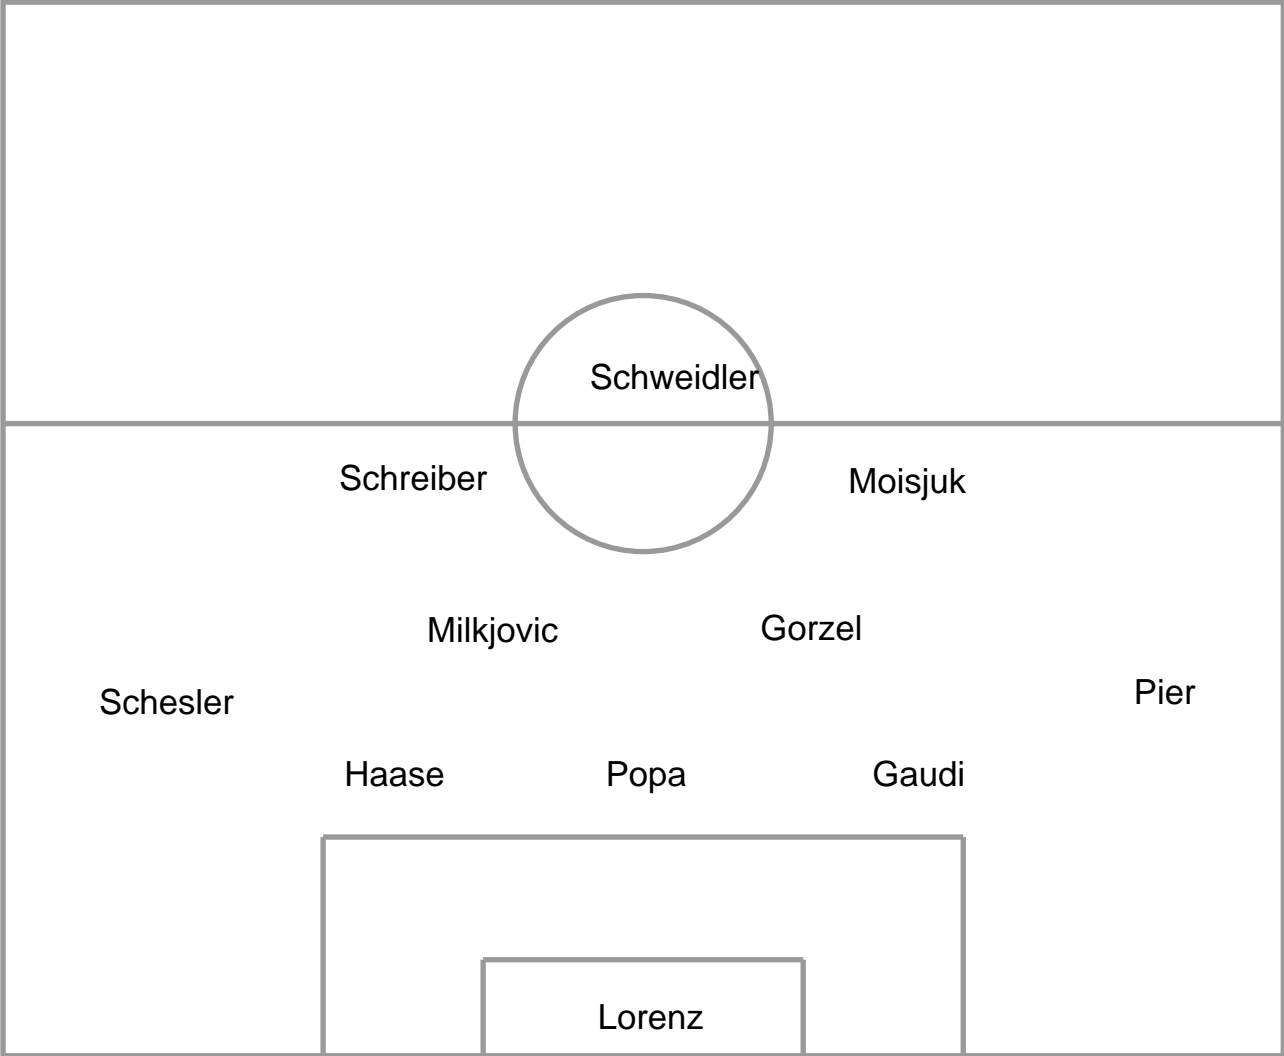 Schweidler
Schreiber
Moisjuk
Milkjovic
Gorzel
Schesler
Pier
Haase
Popa
Gaudi
Lorenz